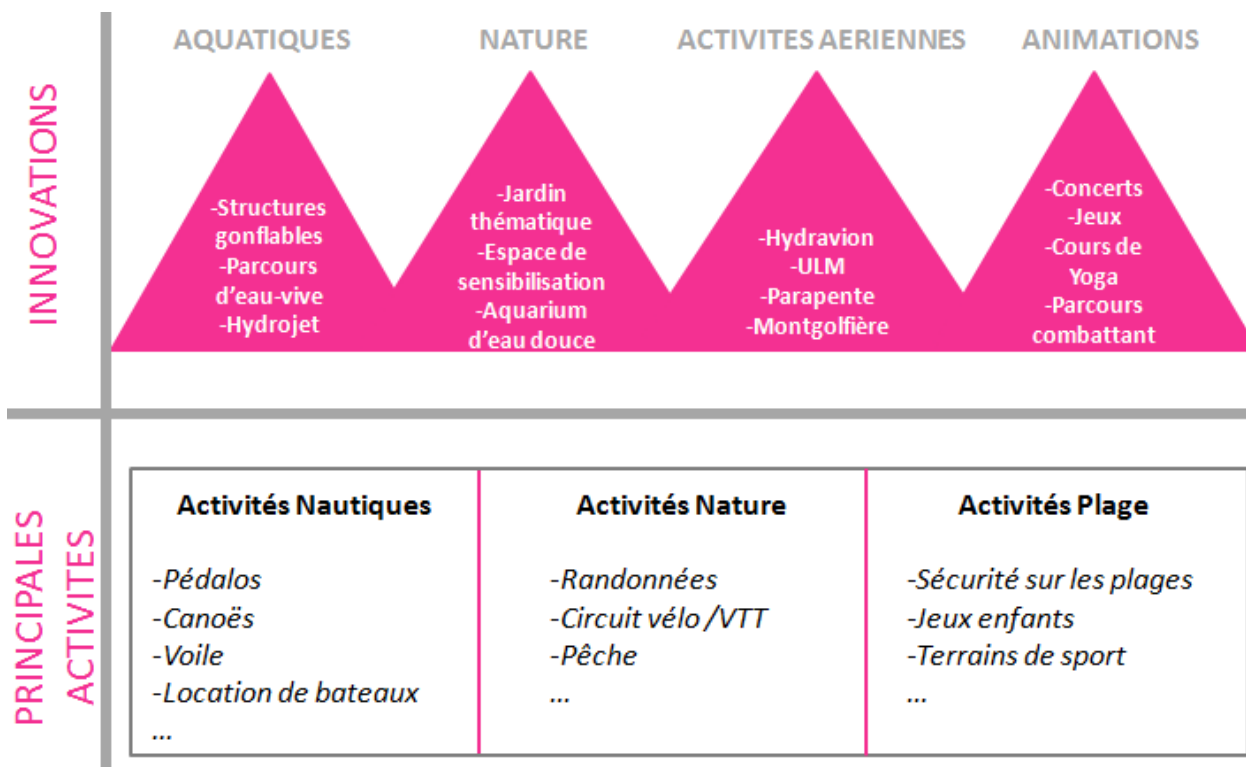 INNOVATIONS
AQUATIQUES
-Structures
gonflables
-Parcours
d'eau-vive
-Hydrojet
NATURE
-Jardin
thématique
-Espace de
sensibilisation
-Aquarium
d'eau douce
ACTIVITES AERIENNES
-Hydravion
-ULM
-Parapente
-Montgolfière
ANIMATIONS
-Concerts
-Jeux
-Cours de
Yoga
-Parcours
combattant
PRINCIPALES
ACTIVITES
Activités Nautiques
-Pédalos
-Canoës
-Voile
-Location de bateaux
...
Activités Nature
-Randonnées
-Circuit vélo /VTT
-Pêche
...
Activités Plage
-Sécurité sur les plages
-Jeux enfants
-Terrains de sport
...